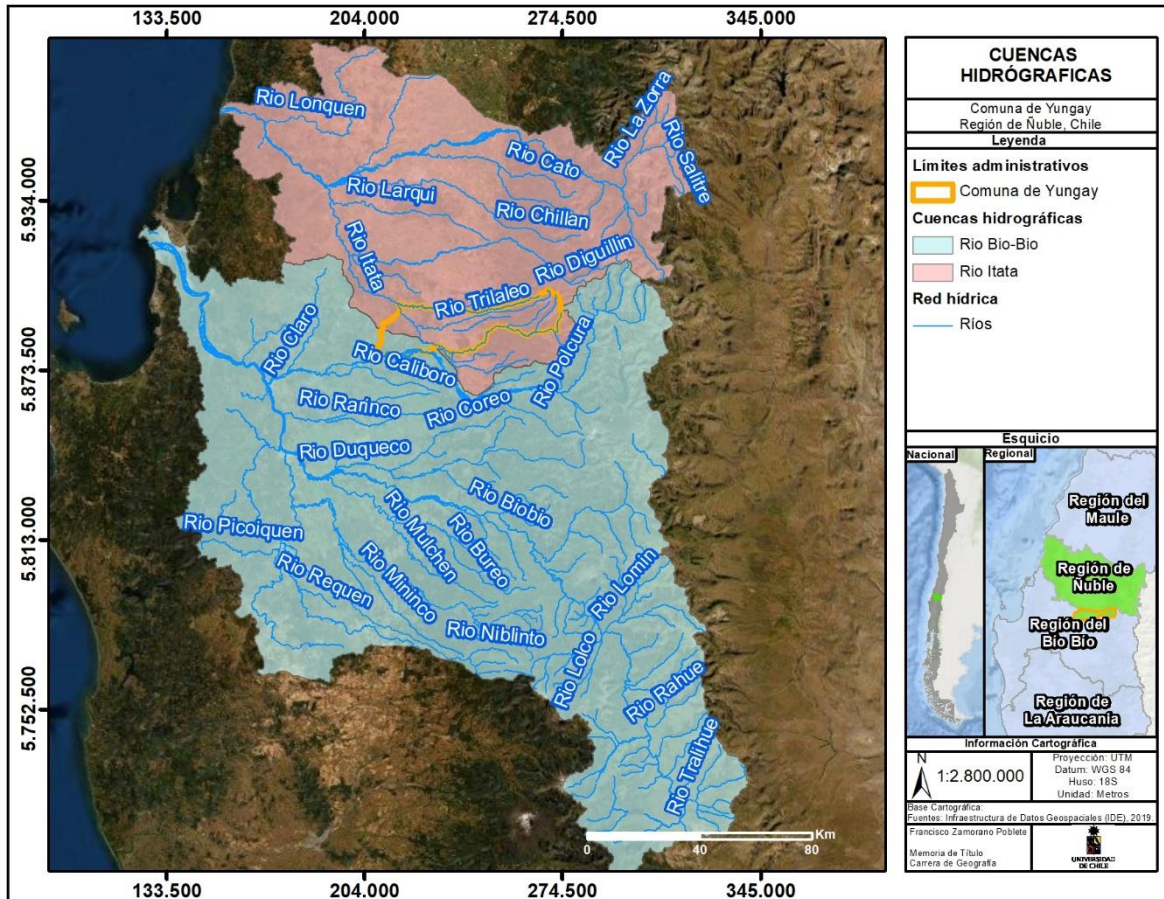 133.500
204.000
274.500
345.000
5.934.000
5.873.500
5.813.000
5.752.500
Rio Lonquen
Rio La Zorra
Rio Salitre
Rio Cato
Rio Larqui
Rio Chillan
Rio Itata
Rio Diguillin
Rio Trilaleo
Rio Claro
Rio Caliboro
Rio Polcura
Rio Rarinco
Rio Coreo
Rio Duqueco
Rio Biobio
Rio Mulchen
Rio Bureo
Rio Picoiquen
Rio Requen
Rio Mininco
Rio Lomin
Rio Niblinto
Rio Lolco
Rio Rahue
Rio Tralihue
Km
0
40
80
133.500
204.000
274.500
345.000
CUENCAS
HIDRÓGRAFICAS
Comuna de Yungay
Región de Ñuble, Chile
Leyenda
Límites administrativos
Comuna de Yungay
Cuencas hidrográficas
Rio Bio-Bio
Rio Itata
Red hídrica
Ríos
Esquicio
Nacional
Regional
Región del
Maule
Región de
Ñuble
Región del
Bío Bío
Región de
La Araucanía
Información Cartográfica
N
1:2.800.000
Proyección: UTM
Datum: WGS 84
Huso: 18S
Unidad: Metros
Base Cartográfica:
Fuentes: Infraestructura de Datos Geospaciales (IDE), 2019.
Francisco Zamorano Poblete
Memoria de Título
Carrera de Geografía
UNIVERSIDAD
DE CHILE